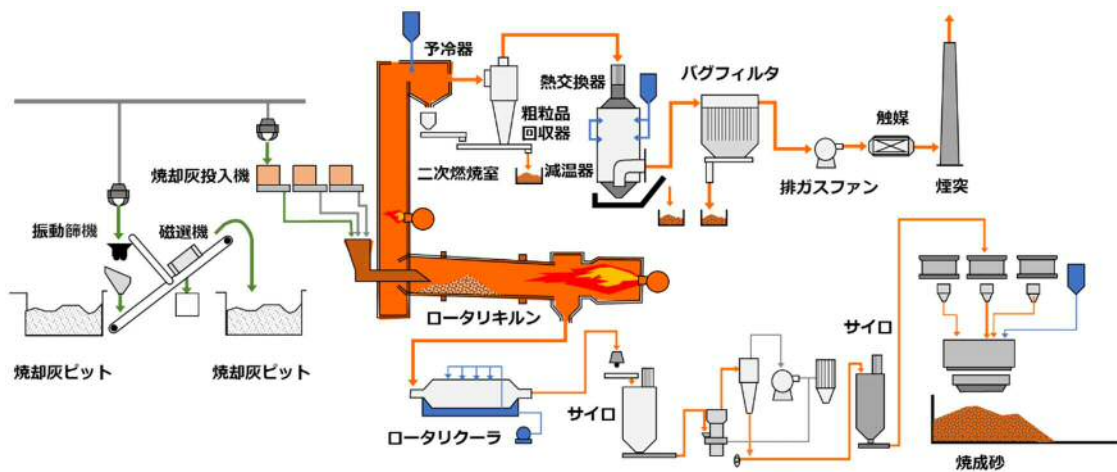 予冷器
熱交換器
バグフィルタ
粗粒品
回収器
触媒
焼却灰投入機
二次燃焼室
減温器
排ガスファン
煙突
振動篩機
磁選機
ロータリキルン
サイロ
焼却灰ピット
焼却灰ピット
サイロ
ロータリクーラ
焼成砂